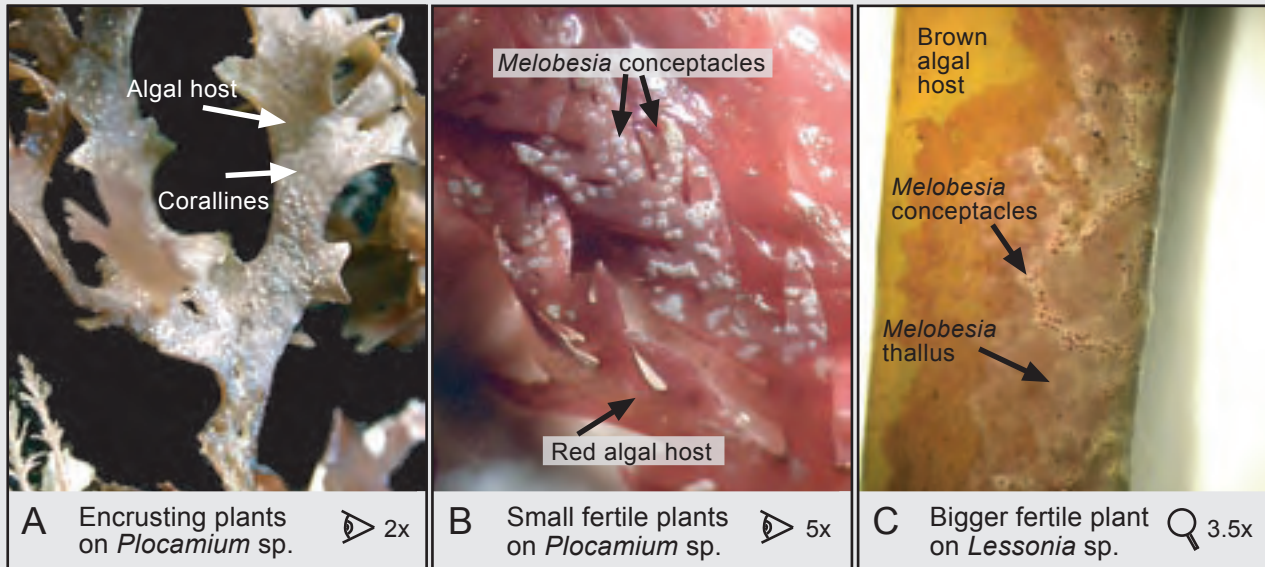 Algal host
Corallines
A Encrusting plants
on Plocamium sp.
2x
Melobesia conceptacles
Red algal host
B Small fertile plants
on Plocamium sp.
5x
Brown
algal
host
Melobesia
conceptacles
Melobesia
thallus
C Bigger fertile plant
on Lessonia sp.
3.5x